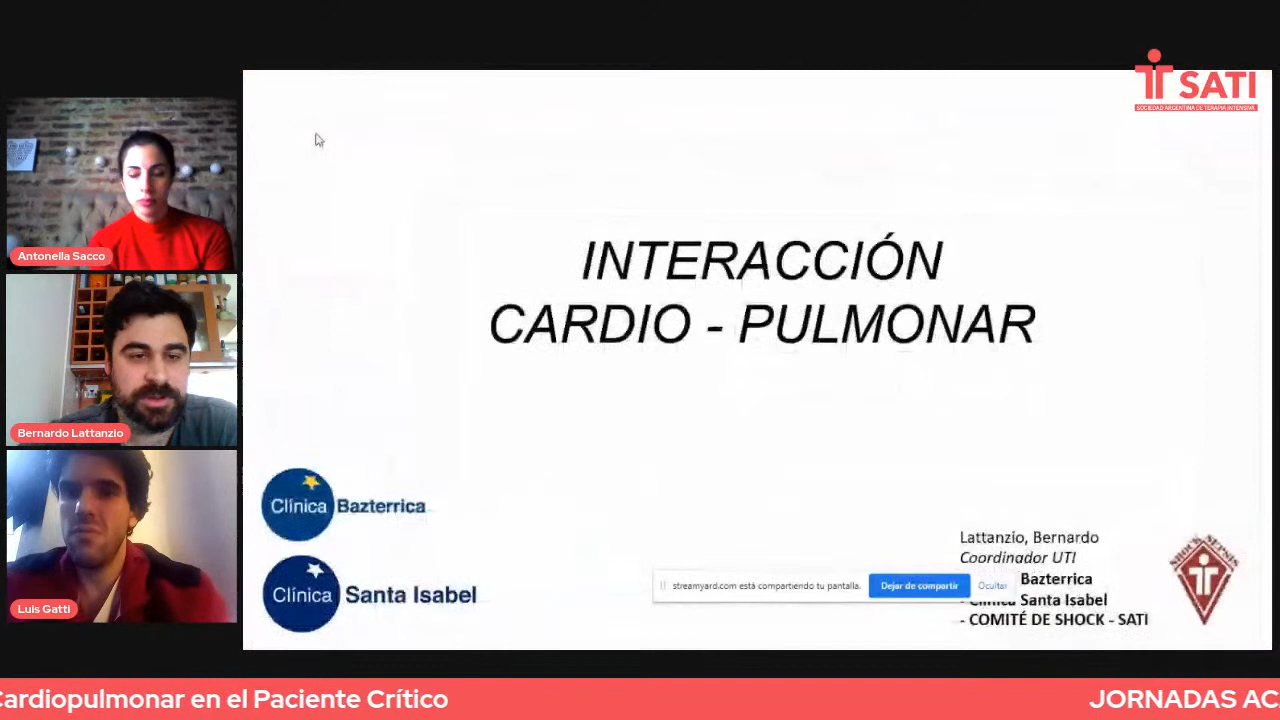 SATI
SOCIEDAD ARGENTINA DE TERAPIA INTENSIVA
Antonella Sacco
Bernardo Lattanzio
Luis Gatti
INTERACCIÓN
CARDIO - PULMONAR
Clínica Bazterrica
Clínica Santa Isabel
Lattanzio, Bernardo
Coordinador UTI
Bazterrica
- Clínica Santa Isabel
- COMITÉ DE SHOCK - SATI
streamyard.com está compartiendo tu pantalla.
Dejar de compartir
Ocultar
Cardiopulmonar en el Paciente Crítico
JORNADAS AC